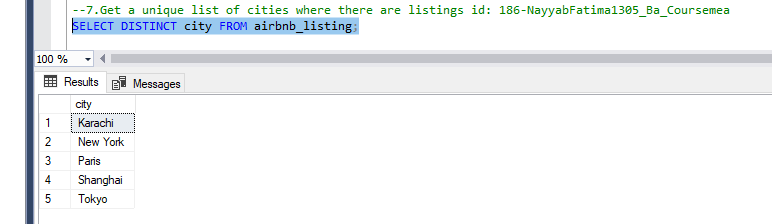 --7.Get a unique list of cities where there are listings id: 186-NayyabFatima1305_Ba_Coursemea
SELECT DISTINCT city FROM airbnb_listing;
100 %
Results Messages
city
1 Karachi
2 New York
3 Paris
4 Shanghai
5 Tokyo